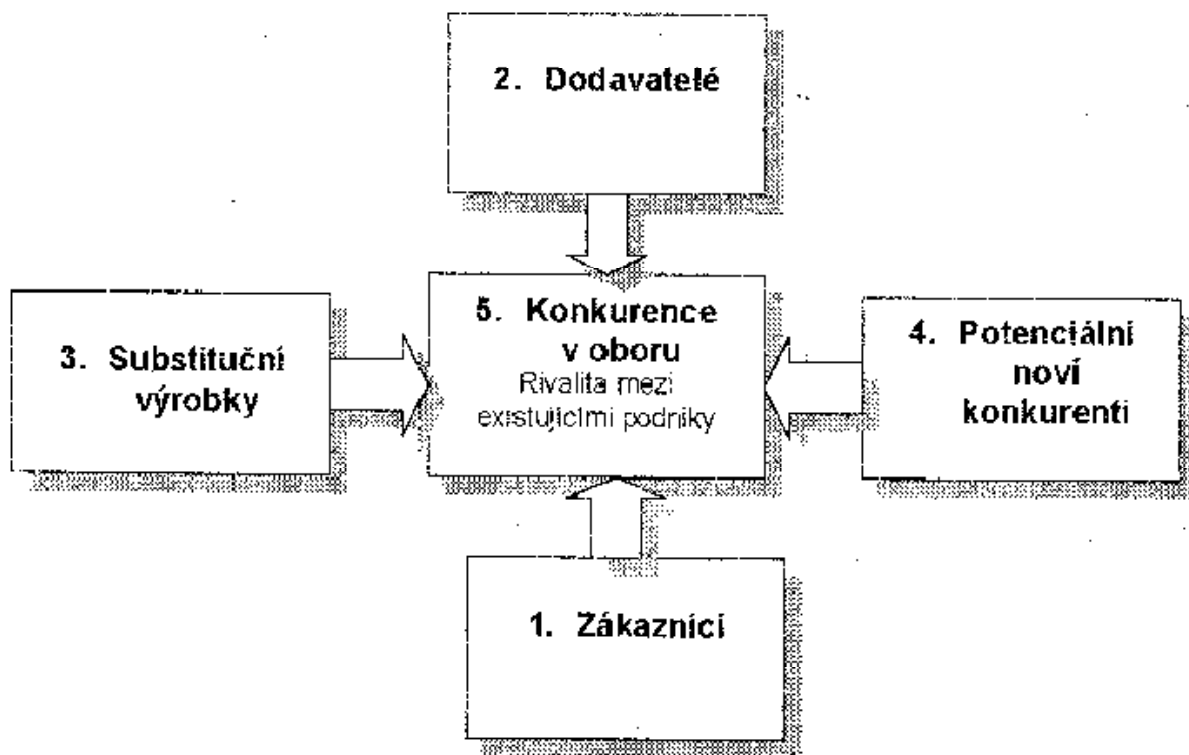 2. Dodavatelé
5. Konkurence
v oboru
Rivalita mezi
existujícími podniky
3. Substituční
výrobky
4. Potenciální
noví
konkurenti
1. Zákazníci